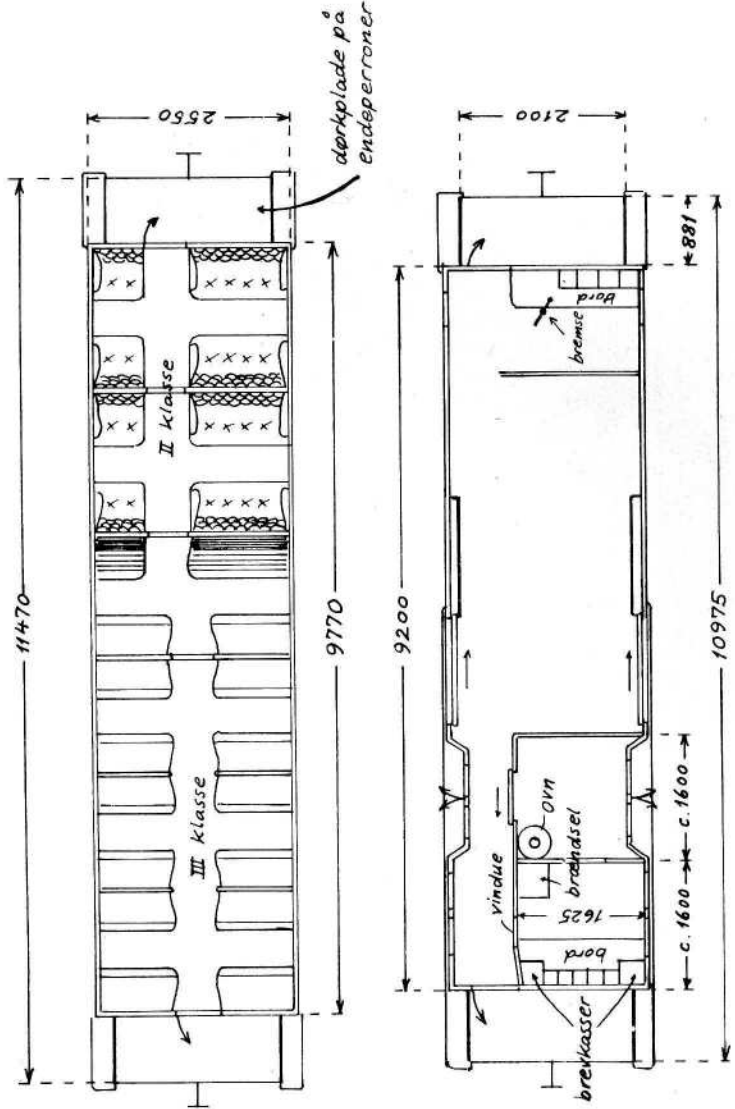 11470
2550
dørkplade på
endeperroner
II klasse
III klasse
9770
9200
2100
881
bord
bremse
10975
c. 1600
c. 1600
ovn
brændsel
vindue
1625
bord
brevkasser